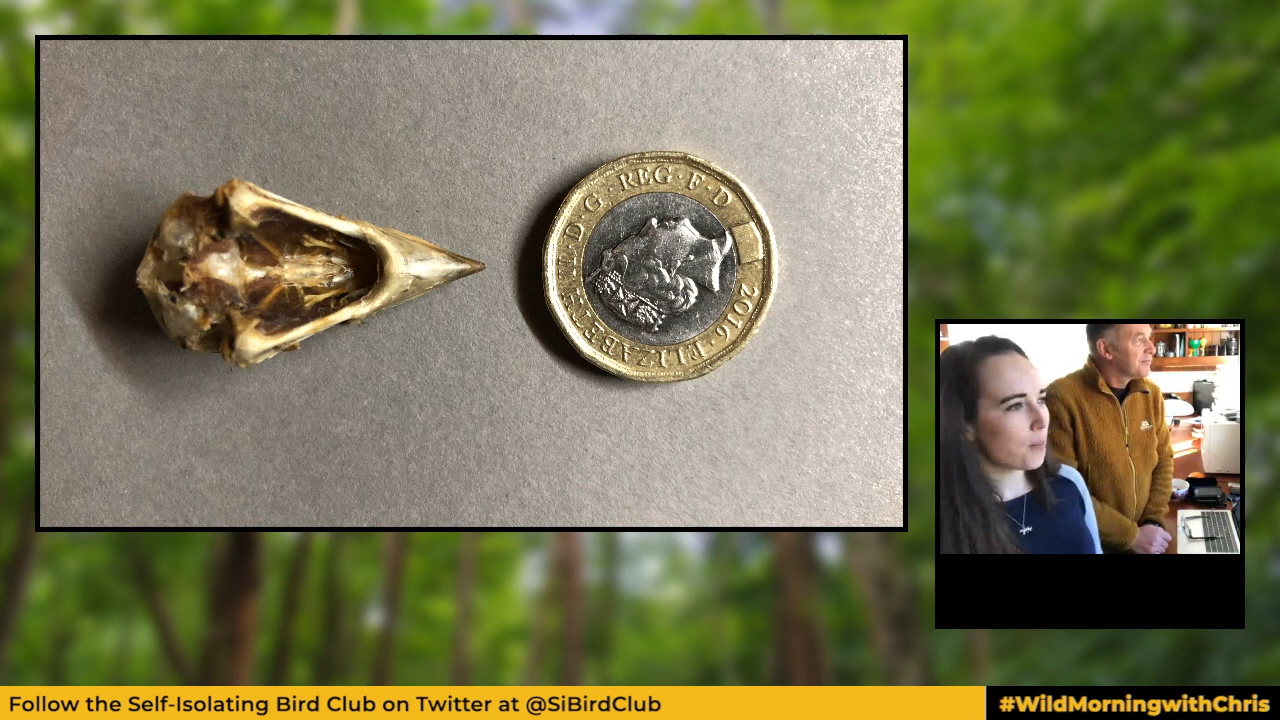 REG·F·D·2016·ELIZABETH II·D·G·
Follow the Self-Isolating Bird Club on Twitter at @SiBirdClub
#WildMorningwithChris